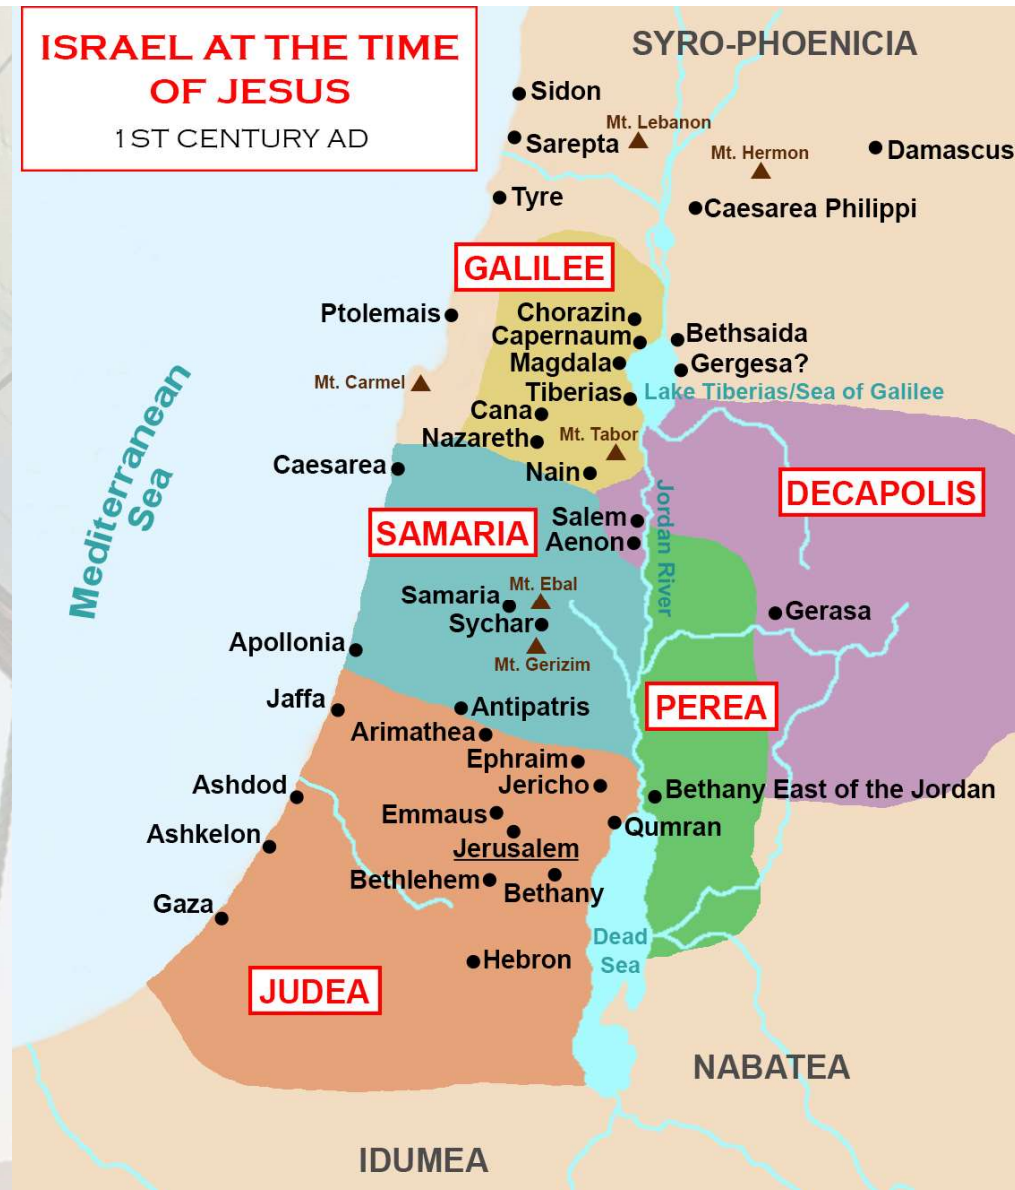 ISRAEL AT THE TIME
OF JESUS
1ST CENTURY AD
SYRO-PHOENICIA
Sidon
Mt. Lebanon
Sarepta
Mt. Hermon
Damascus
Tyre
Caesarea Philippi
GALILEE
Ptolemais
Chorazin
Capernaum
Bethsaida
Magdala
Gergesa?
Mt. Carmel
Tiberias
Lake Tiberias/Sea of Galilee
Cana
Nazareth
Mt. Tabor
Mediterranean
Sea
Caesarea
Nain
DECAPOLIS
Jordan River
SAMARIA
Salem
Aenon
Mt. Ebal
Samaria
Sychar
Gerasa
Apollonia
Mt. Gerizim
Jaffa
Antipatris
PEREA
Arimathea
Ephraim
Jericho
Ashdod
Bethany East of the Jordan
Emmaus
Qumran
Ashkelon
Jerusalem
Bethlehem
Bethany
Gaza
Dead
Sea
Hebron
JUDEA
NABATEA
IDUMEA